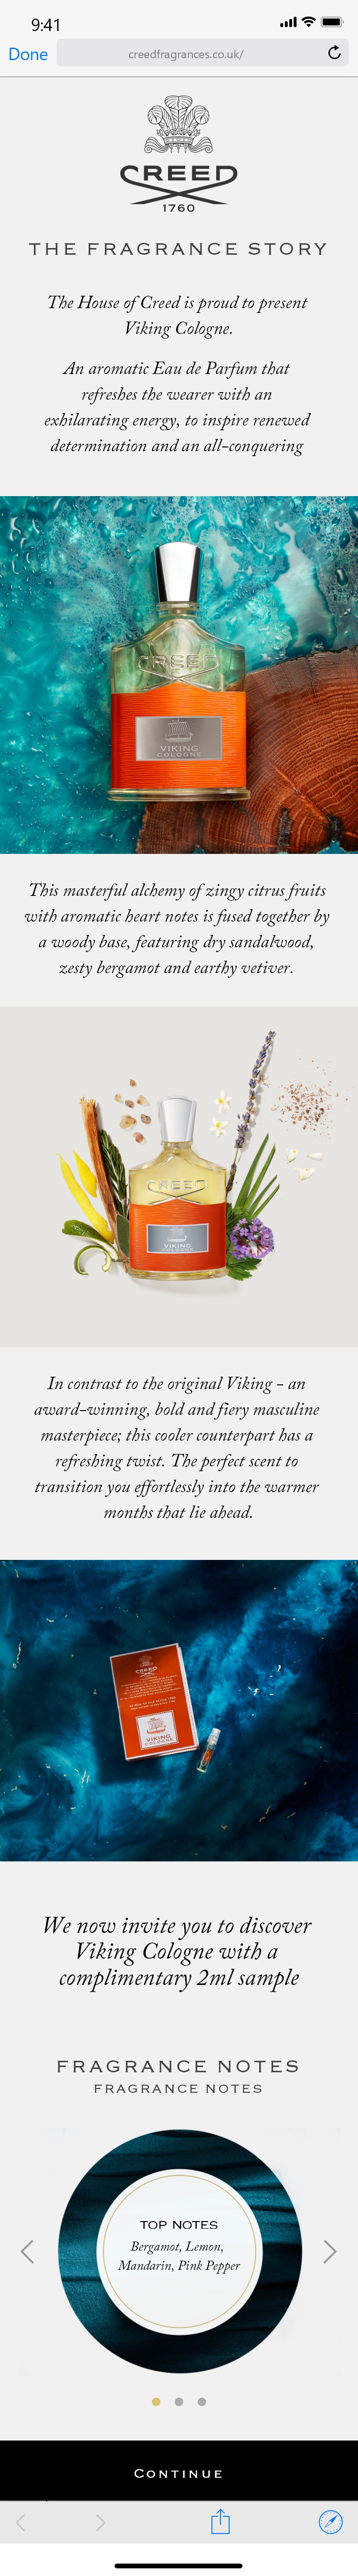 9:41
Done
creedfragrances.co.uk/
CREED
1760
THE FRAGRANCE STORY
The House of Creed is proud to present
Viking Cologne.
An aromatic Eau de Parfum that
refreshes the wearer with an
exhilarating energy, to inspire renewed
determination and an all-conquering
CREED
VIKING
COLOGNE
This masterful alchemy of zingy citrus fruits
with aromatic heart notes is fused together by
a woody base, featuring dry sandalwood,
zesty bergamot and earthy vetiver.
CREED
VIKING
COLOGNE
In contrast to the original Viking - an
award-winning, bold and fiery masculine
masterpiece; this cooler counterpart has a
refreshing twist. The perfect scent to
transition you effortlessly into the warmer
months that lie ahead.
CREED
VIKING
COLOGNE
We now invite you to discover
Viking Cologne with a
complimentary 2ml sample
FRAGRANCE NOTES
FRAGRANCE NOTES
TOP NOTES
Bergamot, Lemon,
Mandarin, Pink Pepper
CONTINUE